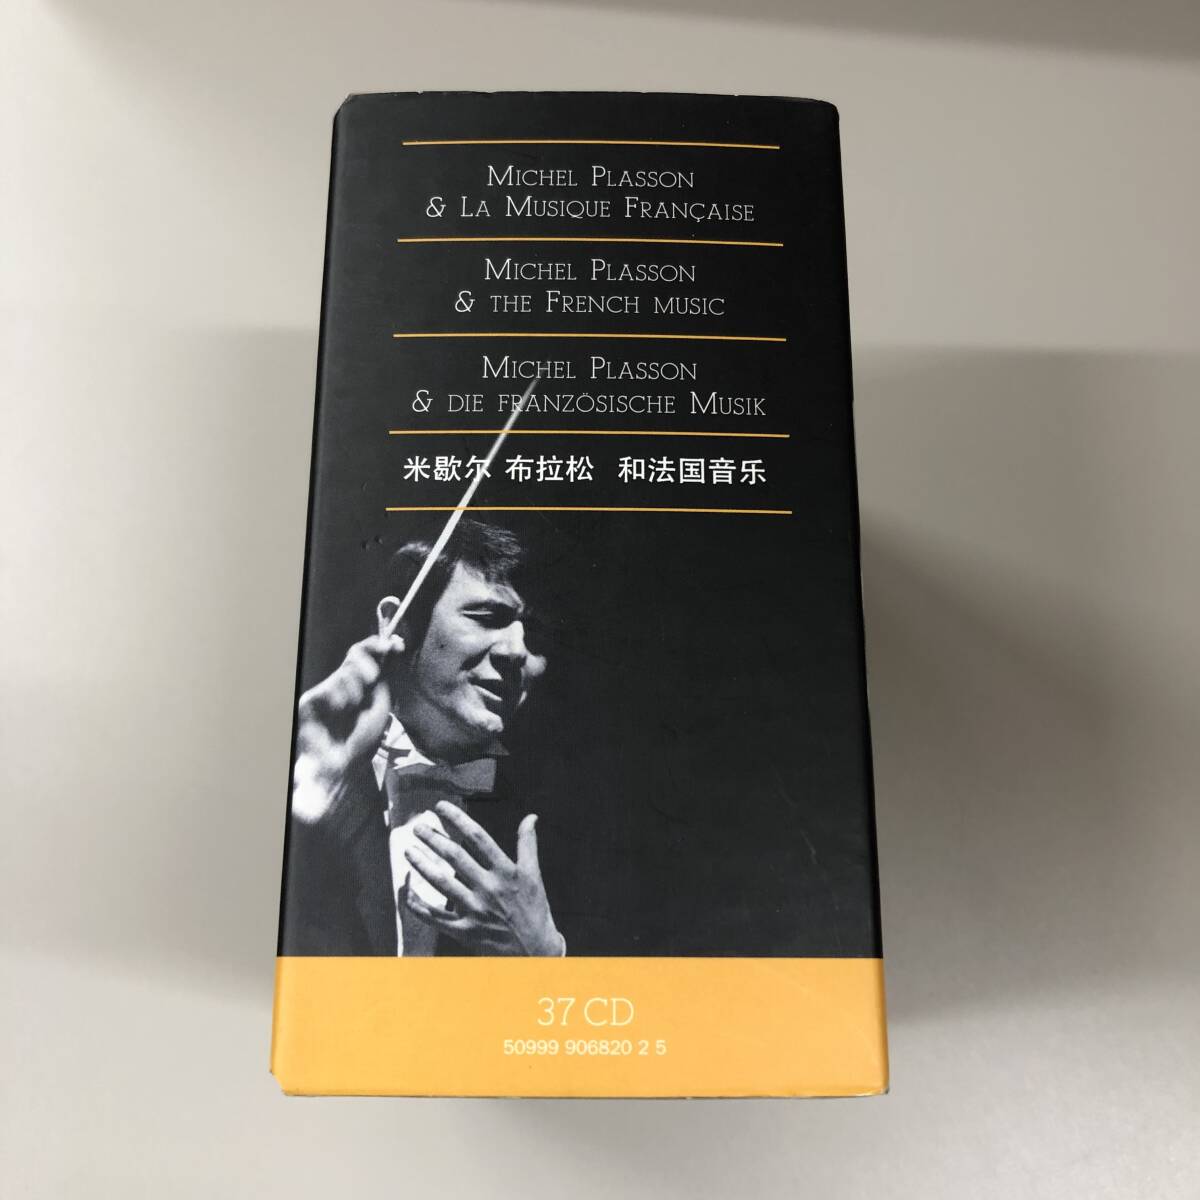 MICHEL PLASSON
& LA MUSIQUE FRANÇAISE
MICHEL PLASSON
& THE FRENCH MUSIC
MICHEL PLASSON
& DIE FRANZÖSISCHE MUSIK
米歇尔 布拉松 和法国音乐
37 CD
50999 906820 2 5